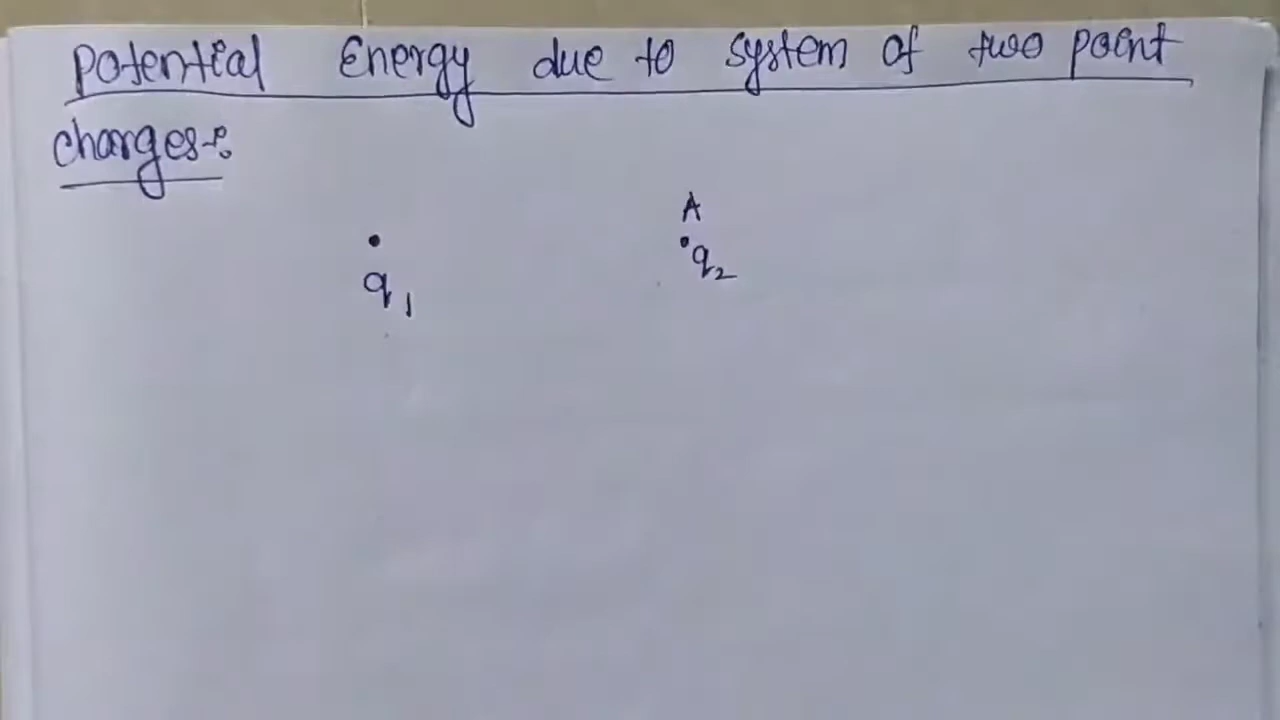 Potential Energy due to system of two point
charges:-
A
q₁ q₂